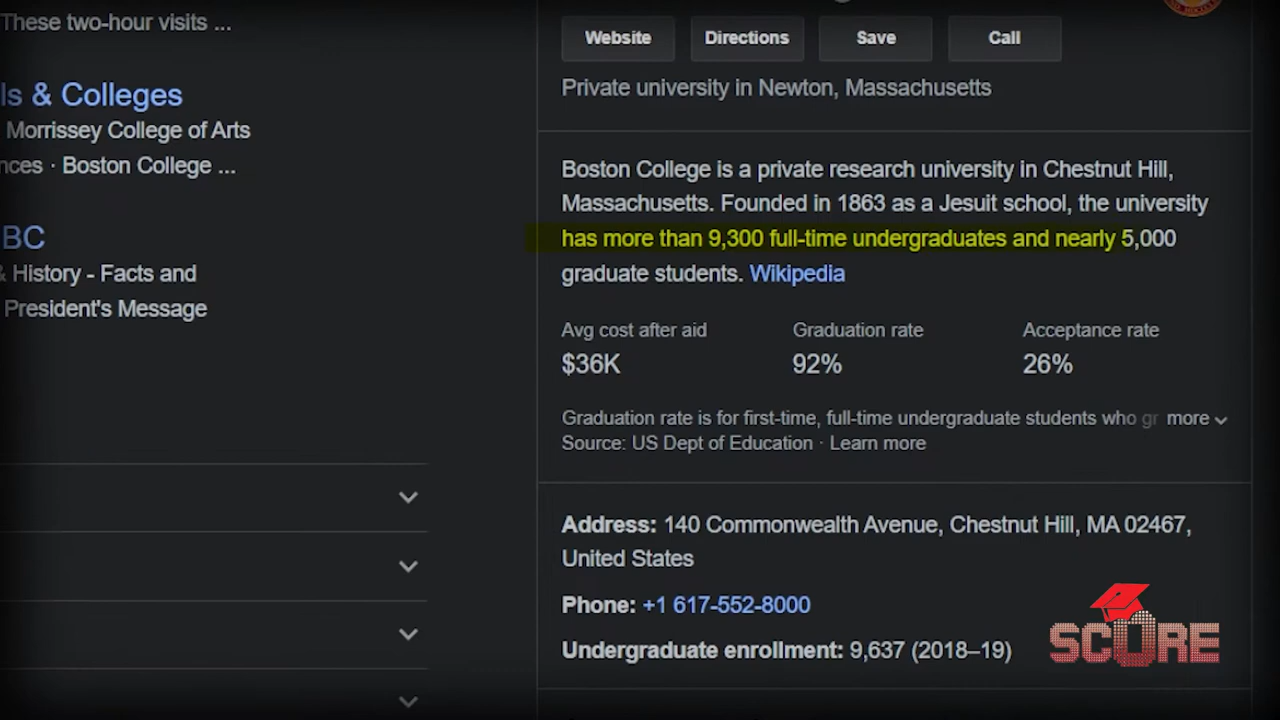 These two-hour visits ...
ls & Colleges
Morrissey College of Arts
nces · Boston College ...
BC
& History - Facts and
President's Message
Website
Directions
Save
Call
Private university in Newton, Massachusetts
Boston College is a private research university in Chestnut Hill,
Massachusetts. Founded in 1863 as a Jesuit school, the university
has more than 9,300 full-time undergraduates and nearly 5,000
graduate students. Wikipedia
Avg cost after aid
$36K
Graduation rate
92%
Acceptance rate
26%
Graduation rate is for first-time, full-time undergraduate students who gr more
Source: US Dept of Education · Learn more
Address: 140 Commonwealth Avenue, Chestnut Hill, MA 02467,
United States
Phone: +1 617-552-8000
Undergraduate enrollment: 9,637 (2018–19)
SCORE